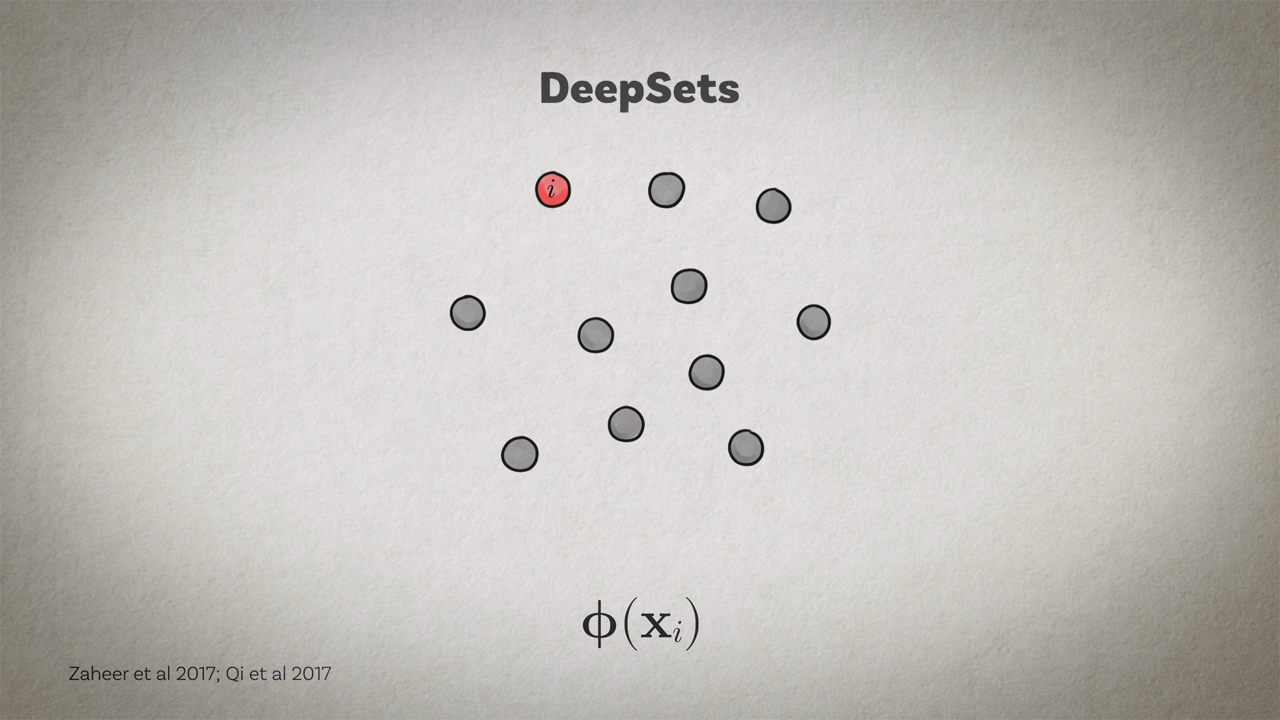 DeepSets
i
ϕ(xᵢ)
Zaheer et al 2017; Qi et al 2017